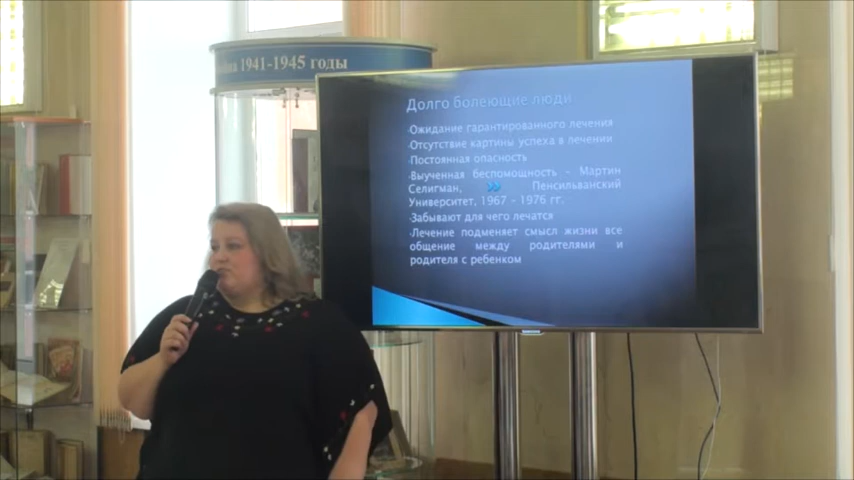 1941-1945 годы
Долго болеющие люди
Ожидание гарантированного лечения
Отсутствие картины успеха в лечении
Постоянная опасность
Выученная беспомощность - Мартин
Селигман, Пенсильванский
Университет, 1967 - 1976 гг.
Забывают для чего лечатся
Лечение подменяет смысл жизни все
общение между родителями и
родителя с ребенком